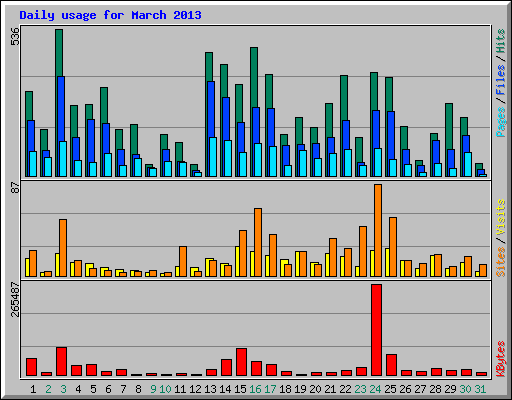 Daily usage for March 2013
536
Pages / Files / Hits
87
Sites / Visits
265487
KBytes
1 2 3 4 5 6 7 8 9 10 11 12 13 14 15 16 17 18 19 20 21 22 23 24 25 26 27 28 29 30 31